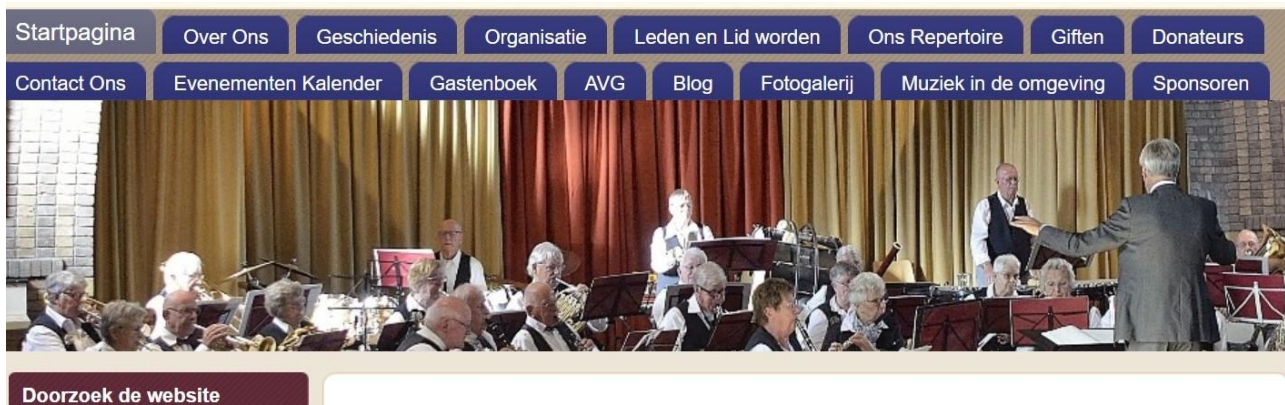 Startpagina Over Ons Geschiedenis Organisatie Leden en Lid worden Ons Repertoire Giften Donateurs
Contact Ons Evenementen Kalender Gastenboek AVG Blog Fotogalerij Muziek in de omgeving Sponsoren
Doorzoek de website